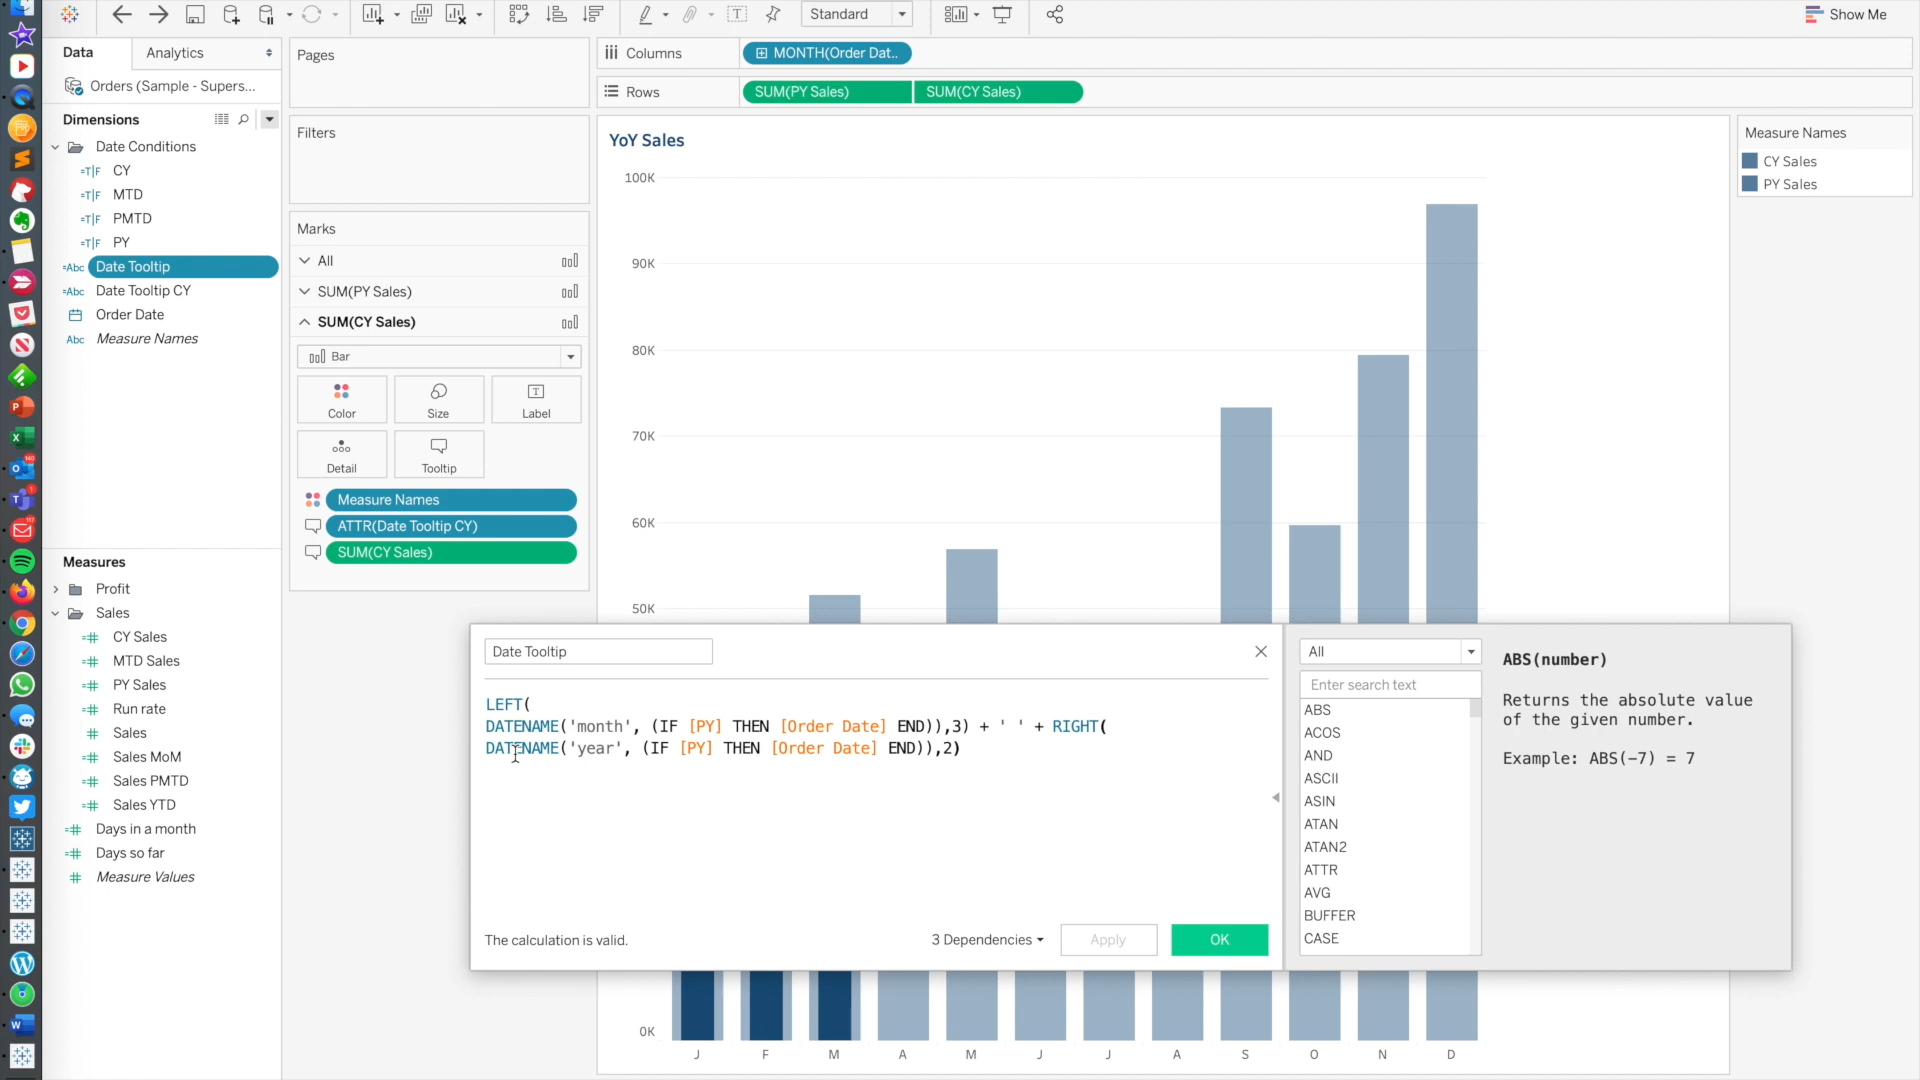 Standard
Show Me
Data
Analytics
Orders (Sample - Supers...
Dimensions
Date Conditions
=T|F CY
=T|F MTD
=T|F PMTD
=T|F PY
=Abc Date Tooltip
=Abc Date Tooltip CY
Order Date
Abc Measure Names
Measures
Profit
Sales
=# CY Sales
=# MTD Sales
=# PY Sales
=# Run rate
# Sales
=# Sales MoM
=# Sales PMTD
=# Sales YTD
=# Days in a month
=# Days so far
# Measure Values
Pages
Filters
Marks
All
SUM(PY Sales)
SUM(CY Sales)
Bar
Color
Size
Label
Detail
Tooltip
Measure Names
ATTR(Date Tooltip CY)
SUM(CY Sales)
Columns
MONTH(Order Dat..
Rows
SUM(PY Sales)
SUM(CY Sales)
YoY Sales
100K
90K
80K
70K
60K
50K
0K
J F M A M J J A S O N D
Measure Names
CY Sales
PY Sales
Date Tooltip
LEFT(
DATENAME('month', (IF [PY] THEN [Order Date] END)),3) + ' ' + RIGHT(
DATENAME('year', (IF [PY] THEN [Order Date] END)),2)
The calculation is valid.
3 Dependencies
Apply
OK
All
Enter search text
ABS
ACOS
AND
ASCII
ASIN
ATAN
ATAN2
ATTR
AVG
BUFFER
CASE
ABS(number)
Returns the absolute value
of the given number.
Example: ABS(-7) = 7